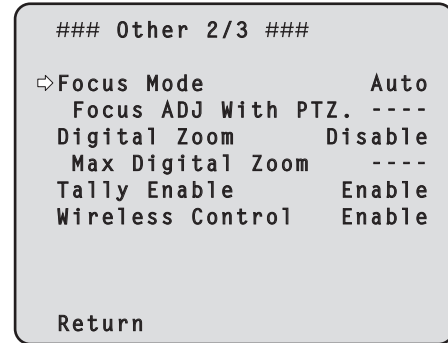 ### Other 2/3 ###
⇨Focus Mode Auto
Focus ADJ With PTZ. ----
Digital Zoom Disable
Max Digital Zoom ----
Tally Enable Enable
Wireless Control Enable
Return